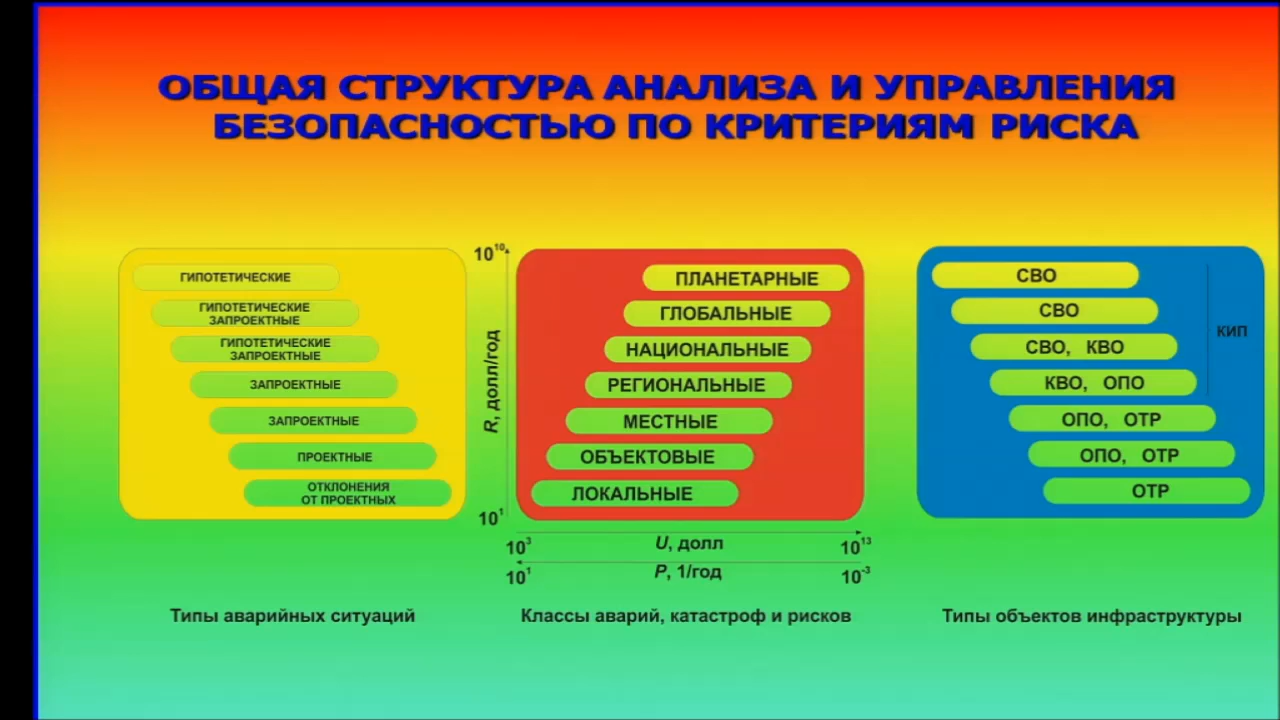 ОБЩАЯ СТРУКТУРА АНАЛИЗА И УПРАВЛЕНИЯ
БЕЗОПАСНОСТЬЮ ПО КРИТЕРИЯМ РИСКА
ГИПОТЕТИЧЕСКИЕ
ГИПОТЕТИЧЕСКИЕ
ЗАПРОЕКТНЫЕ
ГИПОТЕТИЧЕСКИЕ
ЗАПРОЕКТНЫЕ
ЗАПРОЕКТНЫЕ
ЗАПРОЕКТНЫЕ
ПРОЕКТНЫЕ
ОТКЛОНЕНИЯ
ОТ ПРОЕКТНЫХ
Типы аварийных ситуаций
10¹⁰
R, долл/год
10¹
ПЛАНЕТАРНЫЕ
ГЛОБАЛЬНЫЕ
НАЦИОНАЛЬНЫЕ
РЕГИОНАЛЬНЫЕ
МЕСТНЫЕ
ОБЪЕКТОВЫЕ
ЛОКАЛЬНЫЕ
10³ U, долл 10¹³
10¹ P, 1/год 10⁻³
Классы аварий, катастроф и рисков
СВО
СВО
СВО, КВО
КВО, ОПО
ОПО, ОТР
ОПО, ОТР
ОТР
КИП
Типы объектов инфраструктуры